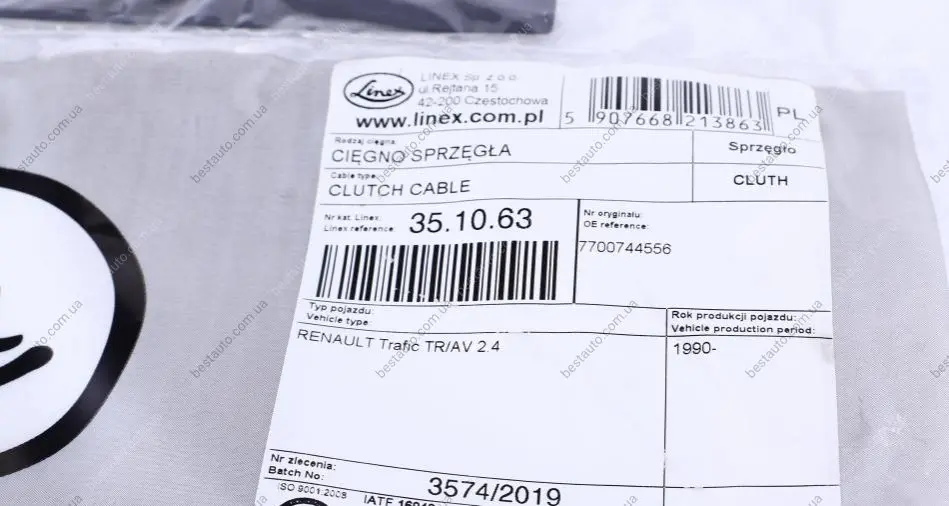 Linex
LINEX sp. z o.o.
ul.Rejtana 15
42-200 Częstochowa
www.linex.com.pl
5 907668 213863
PL
Rodzaj cięgna:
CIĘGNO SPRZĘGŁA
Sprzęgło
Cable type:
CLUTCH CABLE
CLUTH
Nr kat. Linex:
Linex reference:
35.10.63
Nr oryginału:
OE reference:
7700744556
Typ pojazdu:
Vehicle type:
RENAULT Trafic TR/AV 2.4
Rok produkcji pojazdu:
Vehicle production period:
1990-
Nr zlecenia:
Batch No:
3574/2019
ISO 9001:2008
IATF
bestauto.com.ua